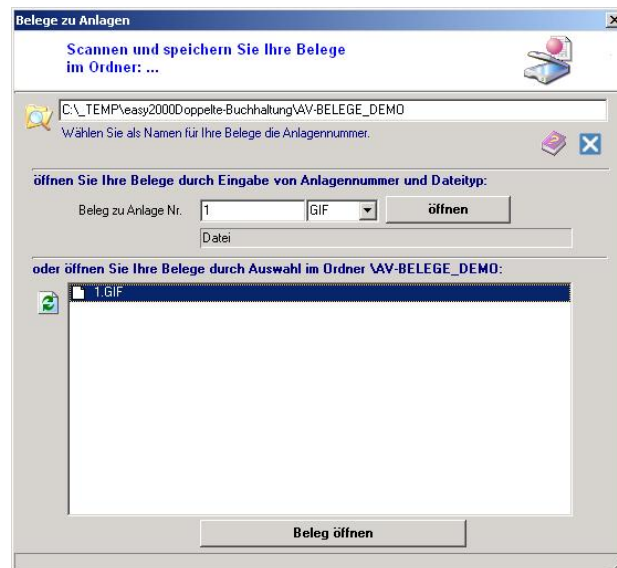 Belege zu Anlagen
Scannen und speichern Sie Ihre Belege
im Ordner: ...
C:\_TEMP\easy2000Doppelte-Buchhaltung\AV-BELEGE_DEMO
Wählen Sie als Namen für Ihre Belege die Anlagennummer.
öffnen Sie Ihre Belege durch Eingabe von Anlagennummer und Dateityp:
Beleg zu Anlage Nr. 1 GIF öffnen
Datei
oder öffnen Sie Ihre Belege durch Auswahl im Ordner \AV-BELEGE_DEMO:
1.GIF
Beleg öffnen